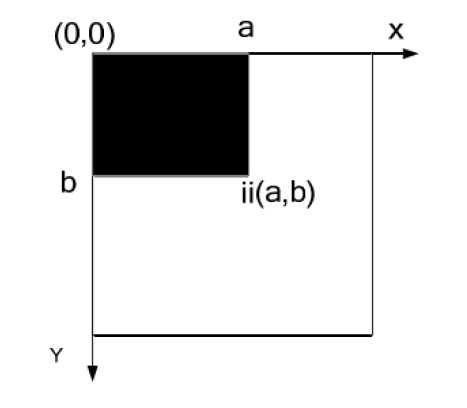 (0,0) a x
b
ii(a,b)
Y